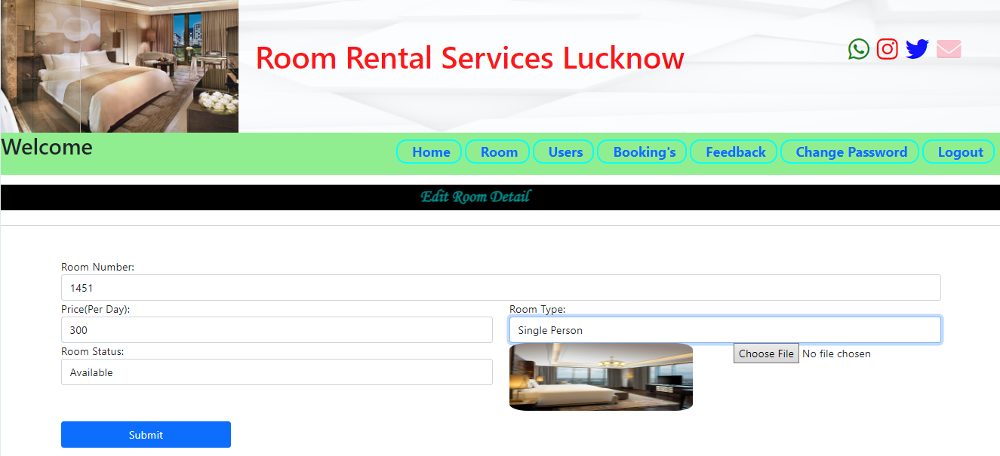 Room Rental Services Lucknow
Welcome
Home Room Users Booking's Feedback Change Password Logout
Edit Room Detail
Room Number:
1451
Price(Per Day): Room Type:
300 Single Person
Room Status:
Choose File No file chosen
Available
Submit